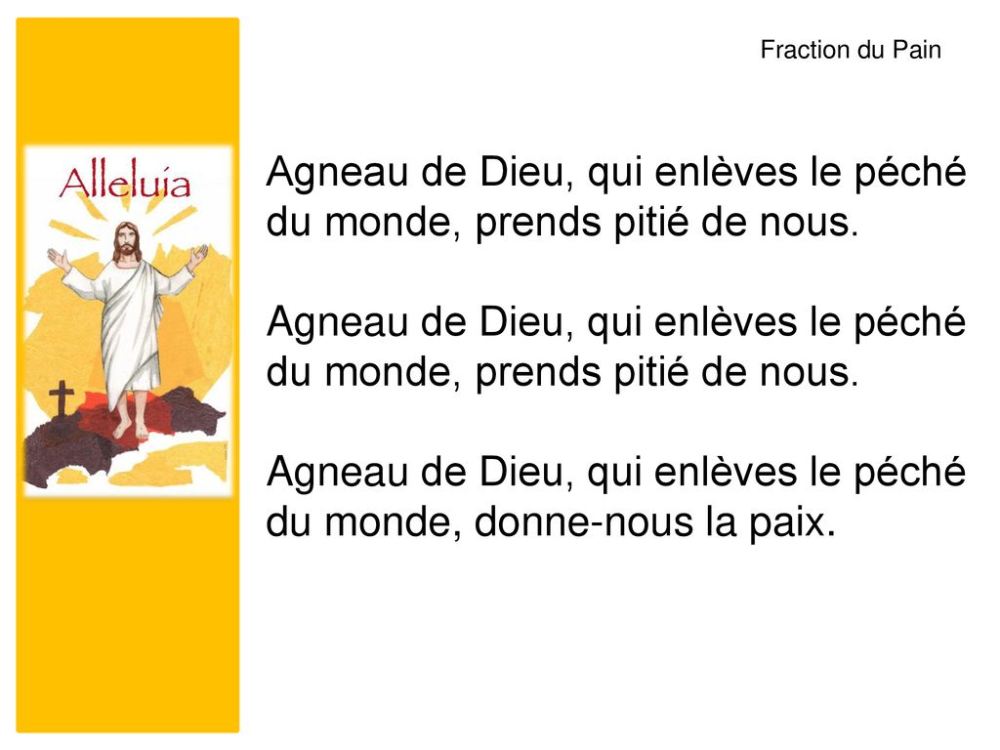 Fraction du Pain
Alleluia
Agneau de Dieu, qui enlèves le péché
du monde, prends pitié de nous.
Agneau de Dieu, qui enlèves le péché
du monde, prends pitié de nous.
Agneau de Dieu, qui enlèves le péché
du monde, donne-nous la paix.